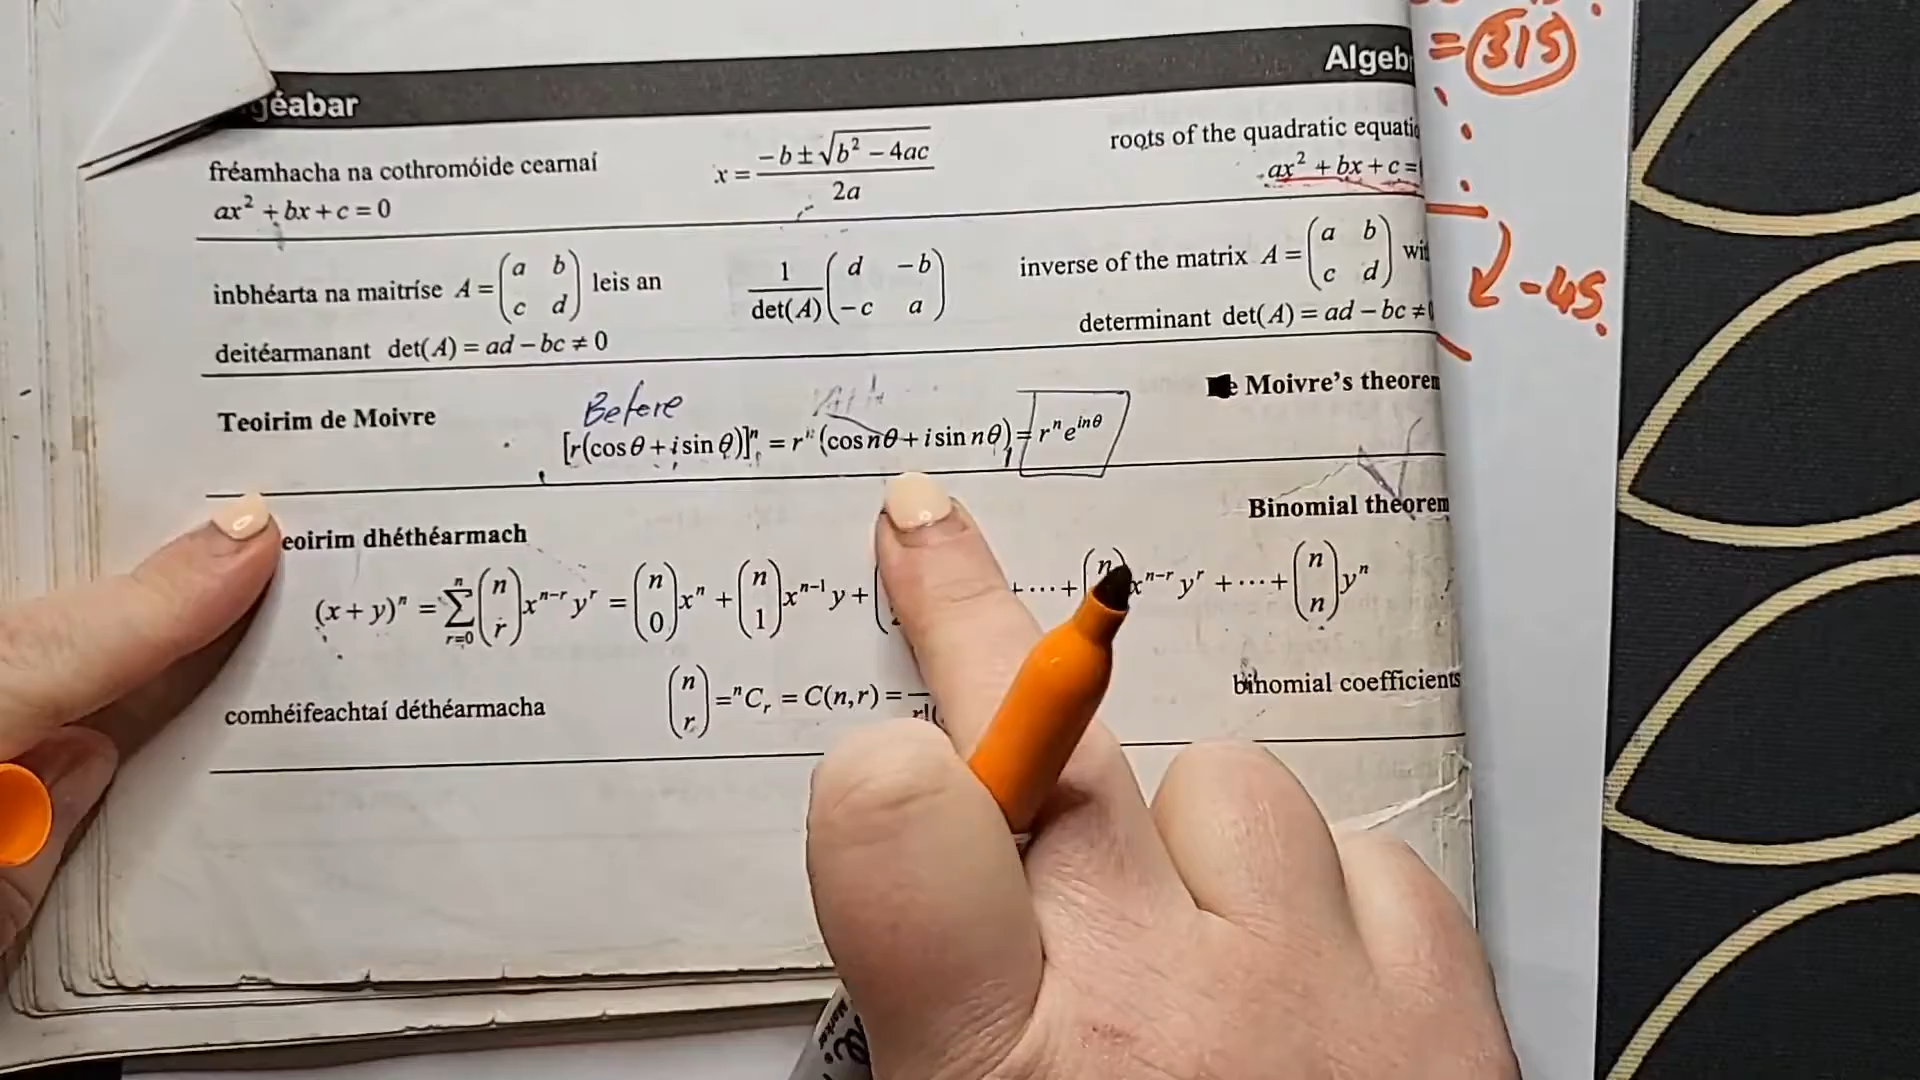 géabar Algeb
= 315
fréamhacha na cothromóide cearnaí
ax² + bx + c = 0
x = (-b ± √(b² − 4ac)) / 2a
roots of the quadratic equatio
ax² + bx + c =
inbhéarta na maitríse A = (a b; c d) leis an
deitéarmanant det(A) = ad − bc ≠ 0
1/det(A) (d −b; −c a)
inverse of the matrix A = (a b; c d) wi
determinant det(A) = ad − bc ≠
-45
Teoirim de Moivre
Before
[r(cos θ + i sin θ)]ⁿ = rⁿ (cos nθ + i sin nθ) = rⁿe^{inθ}
e Moivre's theorem
eoirim dhéthéarmach
Binomial theorem
(x + y)ⁿ = Σ_{r=0}^{n} (n r) x^{n−r} y^r = (n 0) xⁿ + (n 1) x^{n−1} y + ( + ⋯ + (n x^{n−r} y^r + ⋯ + (n n) yⁿ
comhéifeachtaí déthéarmacha
(n r) = ⁿC_r = C(n,r) = r!(
binomial coefficients